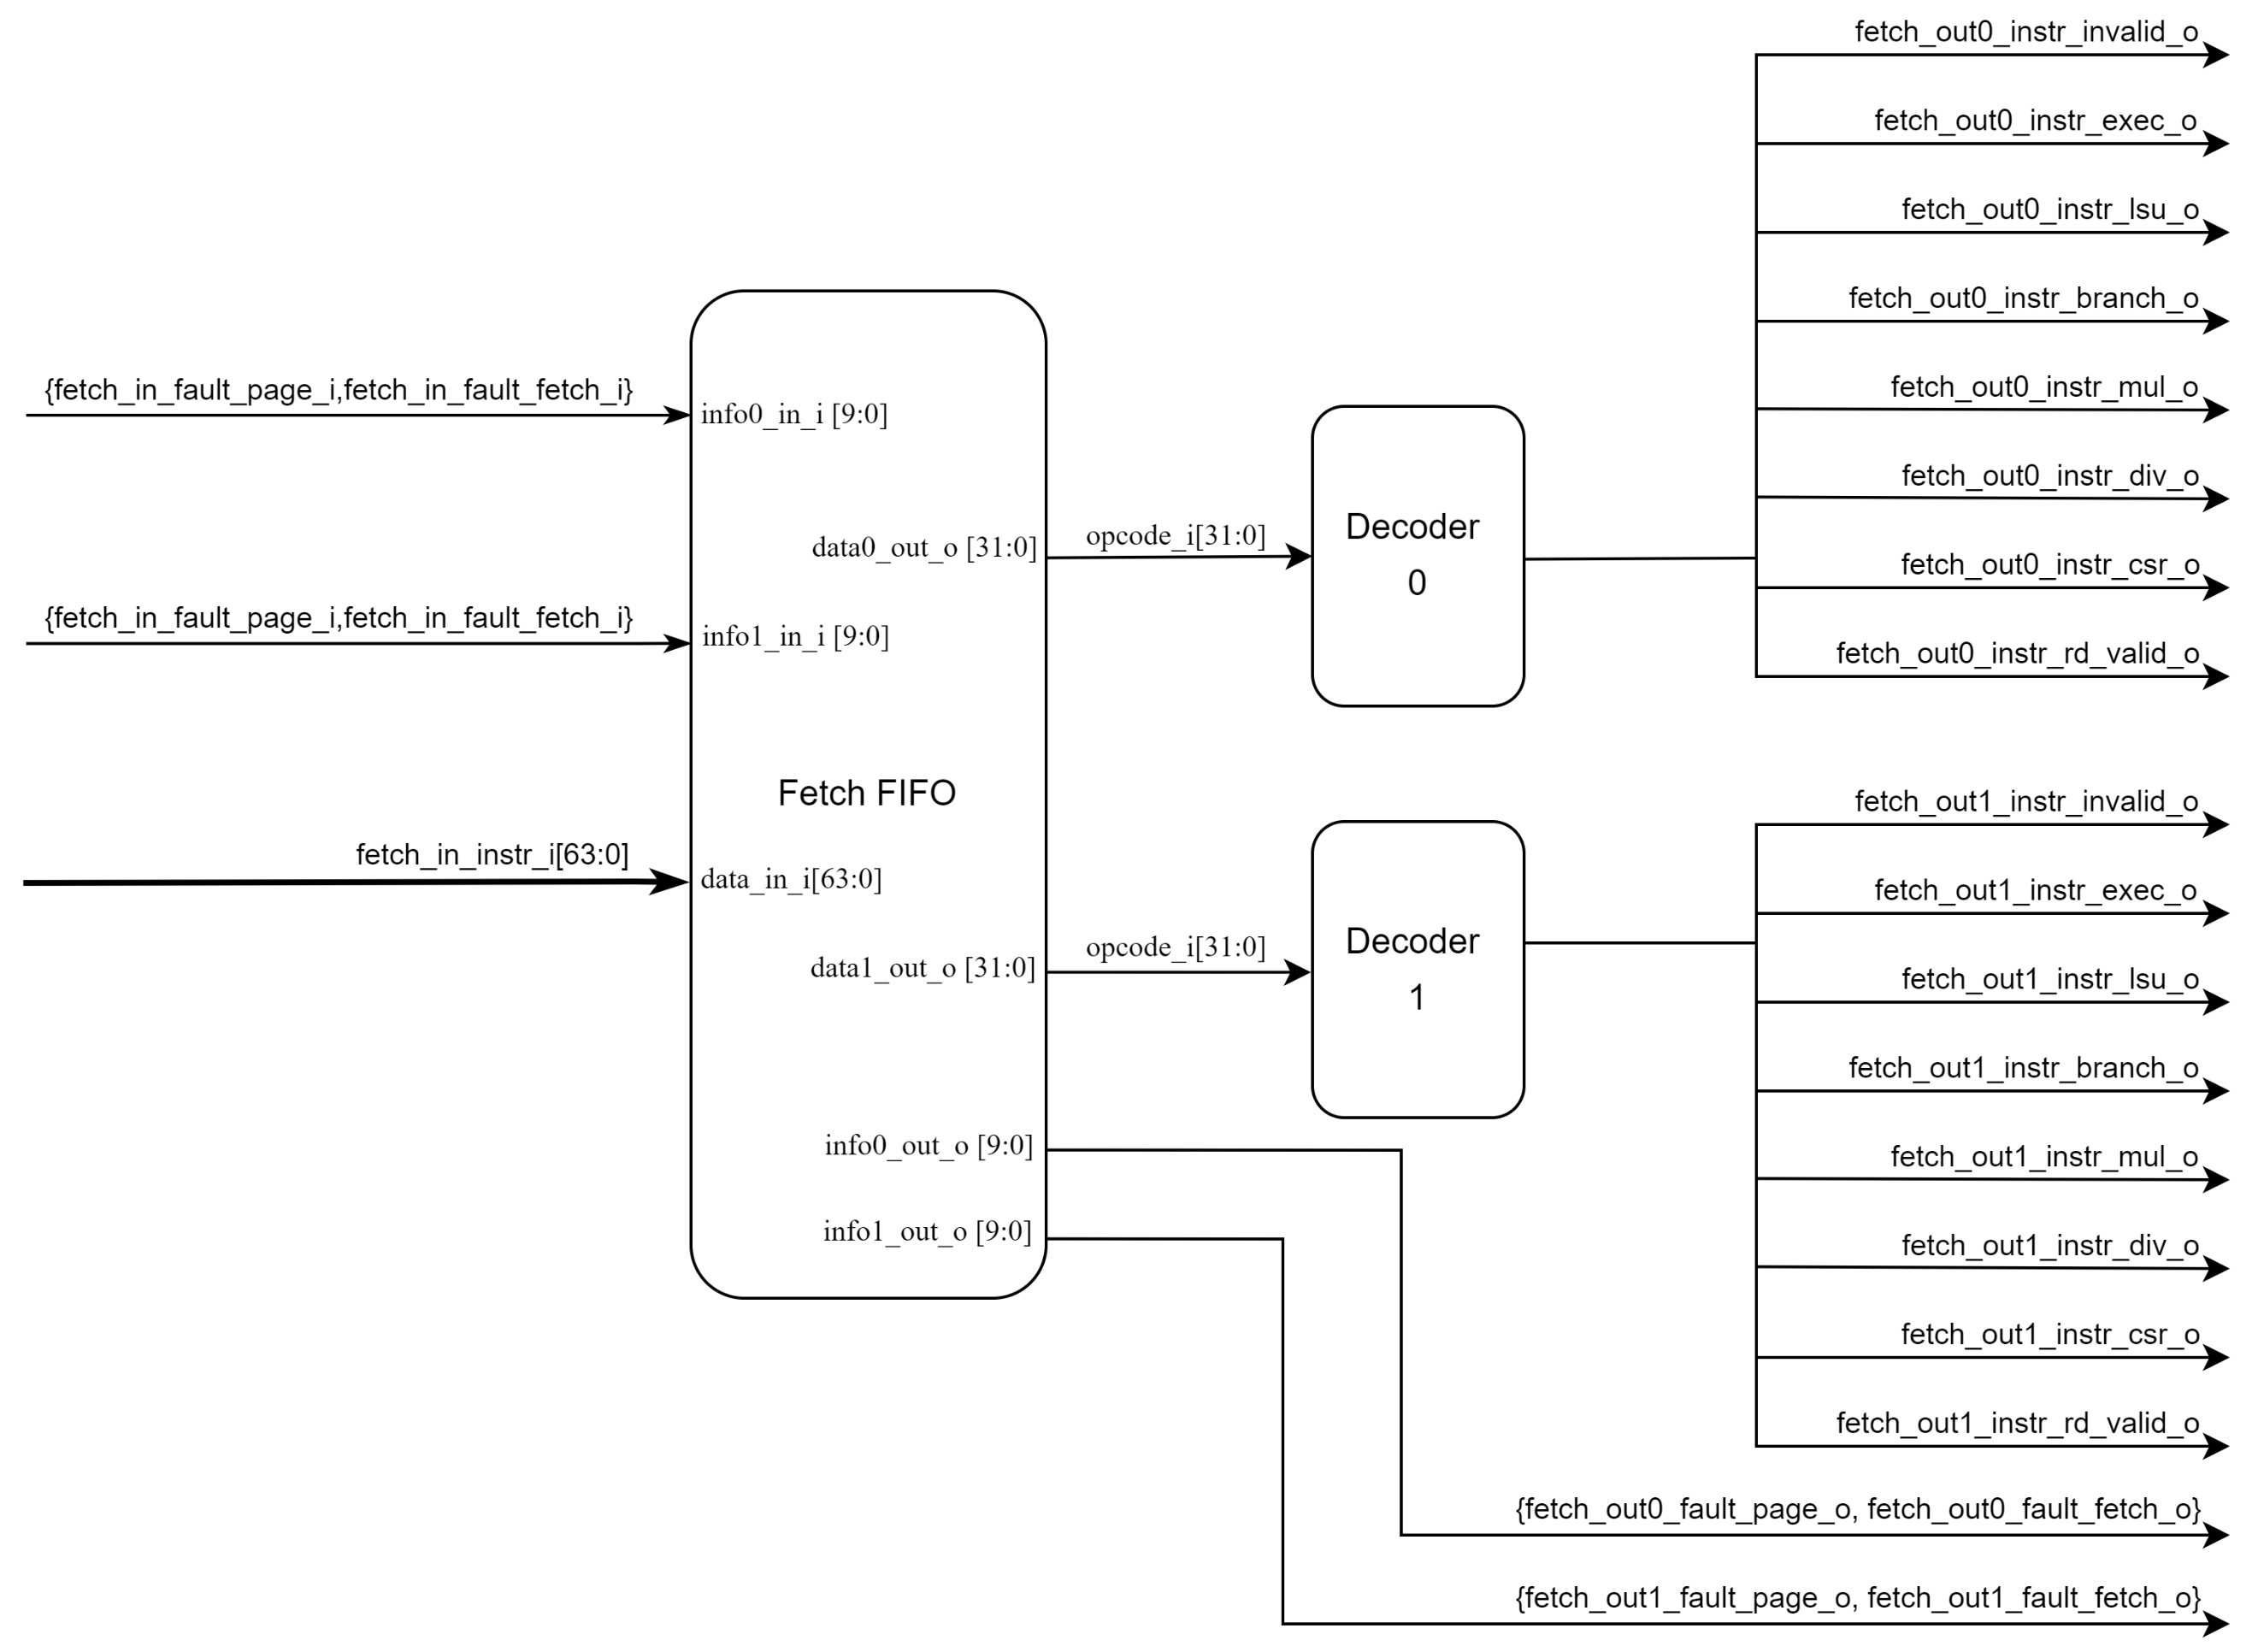 fetch_out0_instr_invalid_o
fetch_out0_instr_exec_o
fetch_out0_instr_lsu_o
fetch_out0_instr_branch_o
{fetch_in_fault_page_i,fetch_in_fault_fetch_i}
info0_in_i [9:0]
fetch_out0_instr_mul_o
fetch_out0_instr_div_o
data0_out_o [31:0]
opcode_i[31:0]
Decoder
0
fetch_out0_instr_csr_o
{fetch_in_fault_page_i,fetch_in_fault_fetch_i}
info1_in_i [9:0]
fetch_out0_instr_rd_valid_o
Fetch FIFO
fetch_out1_instr_invalid_o
fetch_in_instr_i[63:0]
data_in_i[63:0]
fetch_out1_instr_exec_o
data1_out_o [31:0]
opcode_i[31:0]
Decoder
1
fetch_out1_instr_lsu_o
fetch_out1_instr_branch_o
info0_out_o [9:0]
fetch_out1_instr_mul_o
info1_out_o [9:0]
fetch_out1_instr_div_o
fetch_out1_instr_csr_o
fetch_out1_instr_rd_valid_o
{fetch_out0_fault_page_o, fetch_out0_fault_fetch_o}
{fetch_out1_fault_page_o, fetch_out1_fault_fetch_o}